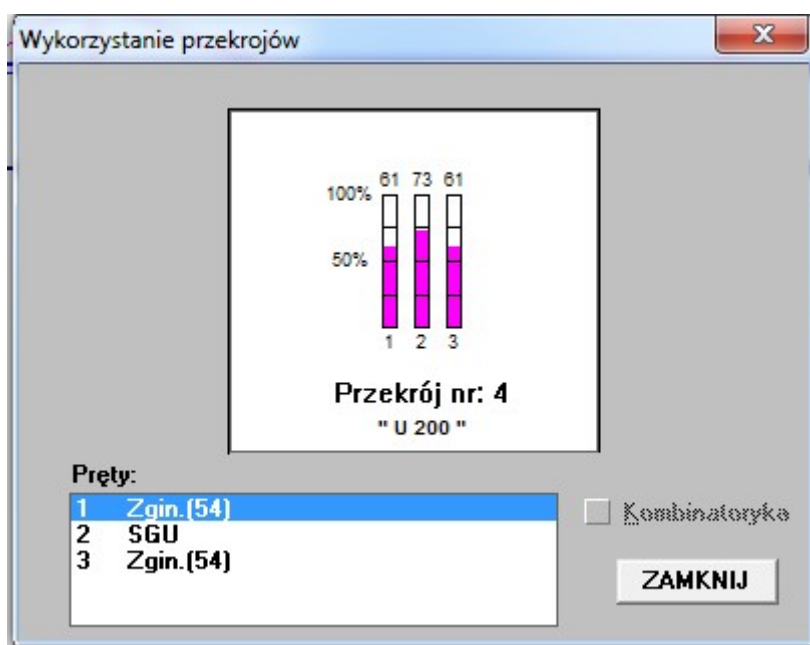 Wykorzystanie przekrojów
61 73 61
100%
50%
1 2 3
Przekrój nr: 4
" U 200 "
Pręty:
1 Zgin.(54)
2 SGU
3 Zgin.(54)
Kombinatoryka
ZAMKNIJ